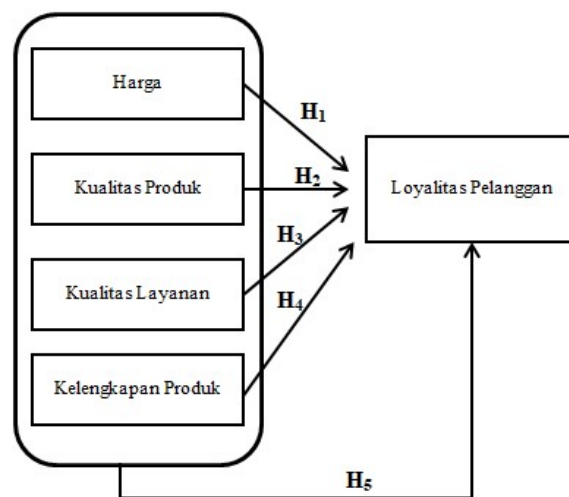 Harga
H1
Kualitas Produk
H2
Loyalitas Pelanggan
H3
Kualitas Layanan
H4
Kelengkapan Produk
H5